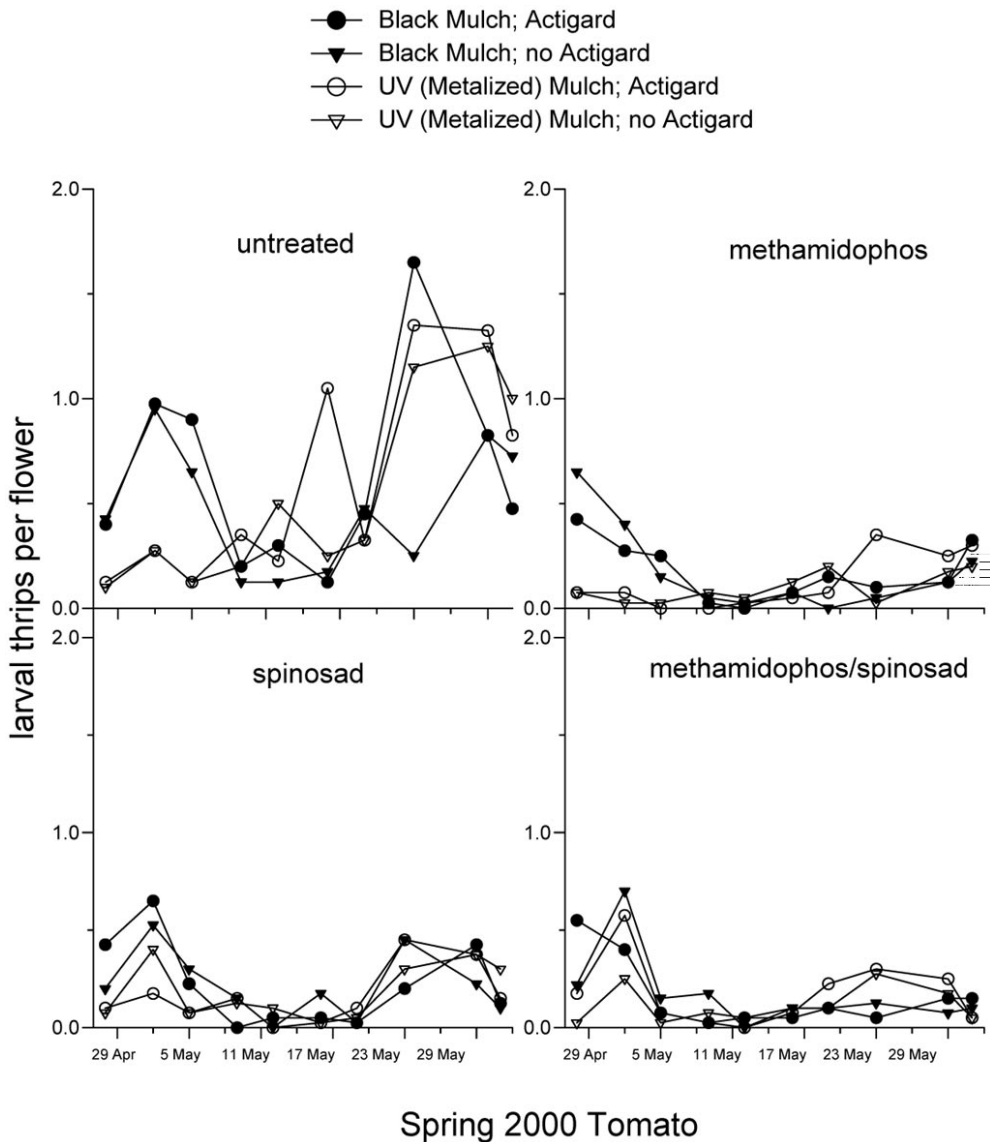 Black Mulch; Actigard
Black Mulch; no Actigard
UV (Metalized) Mulch; Actigard
UV (Metalized) Mulch; no Actigard
2.0
2.0
untreated
methamidophos
1.0
1.0
0.0
0.0
larval thrips per flower
2.0
2.0
spinosad
methamidophos/spinosad
1.0
1.0
0.0
0.0
29 Apr 5 May 11 May 17 May 23 May 29 May
29 Apr 5 May 11 May 17 May 23 May 29 May
Spring 2000 Tomato